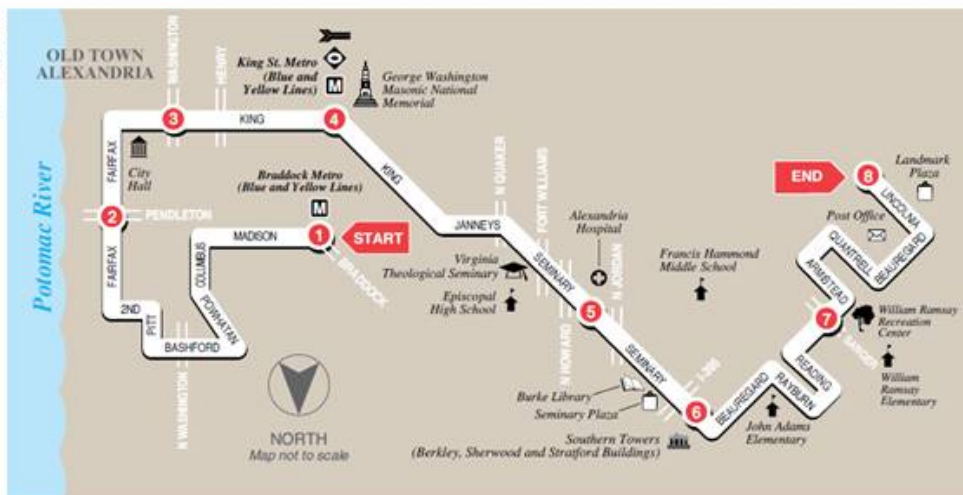 OLD TOWN
ALEXANDRIA
Potomac River
WASHINGTON
HENRY
King St. Metro
(Blue and
Yellow Lines)
M
George Washington
Masonic National
Memorial
3
KING
4
FAIRFAX
City
Hall
Braddock Metro
(Blue and Yellow Lines)
M
2
PENDLETON
MADISON
1
START
BRADDOCK
COLUMBUS
POWHATAN
FAIRFAX
2ND
PITT
BASHFORD
N WASHINGTON
NORTH
Map not to scale
KING
JANNEYS
N QUAKER
FORT WILLIAMS
Virginia
Theological Seminary
Episcopal
High School
SEMINARY
Alexandria
Hospital
N JORDAN
5
N HOWARD
SEMINARY
Francis Hammond
Middle School
Burke Library
Seminary Plaza
I-395
6
Southern Towers
(Berkley, Sherwood and Stratford Buildings)
BEAUREGARD
John Adams
Elementary
RAYBURN
READING
7
SANGER
William Ramsay
Recreation
Center
William
Ramsay
Elementary
ARMSTEAD
QUANTRELL
Post Office
BEAUREGARD
LINCOLNIA
Landmark
Plaza
8
END